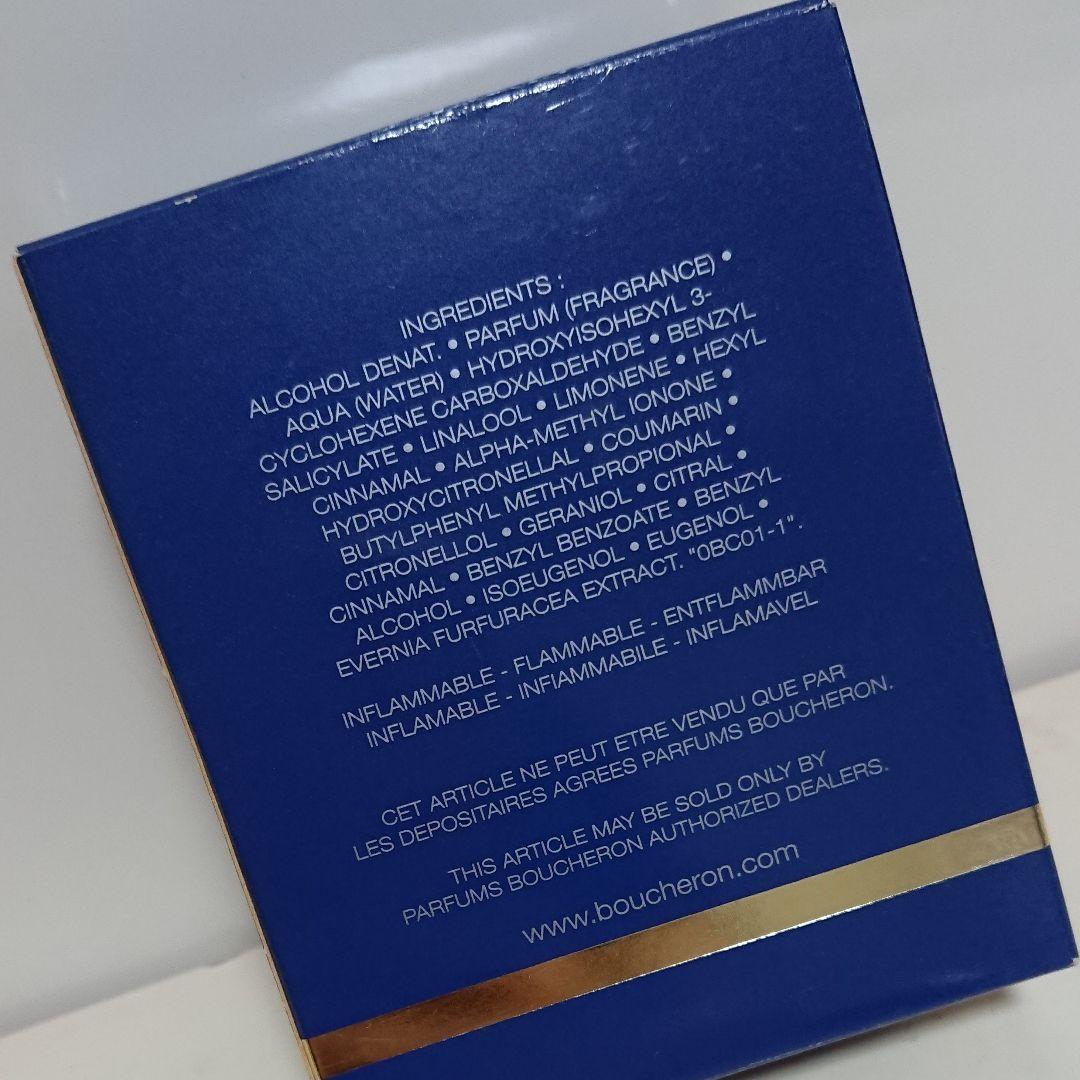 INGREDIENTS :
ALCOHOL DENAT. • PARFUM (FRAGRANCE) •
AQUA (WATER) • HYDROXYISOHEXYL 3-
CYCLOHEXENE CARBOXALDEHYDE • BENZYL
SALICYLATE • LINALOOL • LIMONENE • HEXYL
CINNAMAL • ALPHA-METHYL IONONE •
HYDROXYCITRONELLAL • COUMARIN •
BUTYLPHENYL METHYLPROPIONAL •
CITRONELLOL • GERANIOL • CITRAL •
CINNAMAL • BENZYL BENZOATE • BENZYL
ALCOHOL • ISOEUGENOL • EUGENOL •
EVERNIA FURFURACEA EXTRACT. "0BC01-1".
INFLAMMABLE - FLAMMABLE - ENTFLAMMBAR
INFLAMABLE - INFIAMMABILE - INFLAMAVEL
CET ARTICLE NE PEUT ETRE VENDU QUE PAR
LES DEPOSITAIRES AGREES PARFUMS BOUCHERON.
THIS ARTICLE MAY BE SOLD ONLY BY
PARFUMS BOUCHERON AUTHORIZED DEALERS.
www.boucheron.com